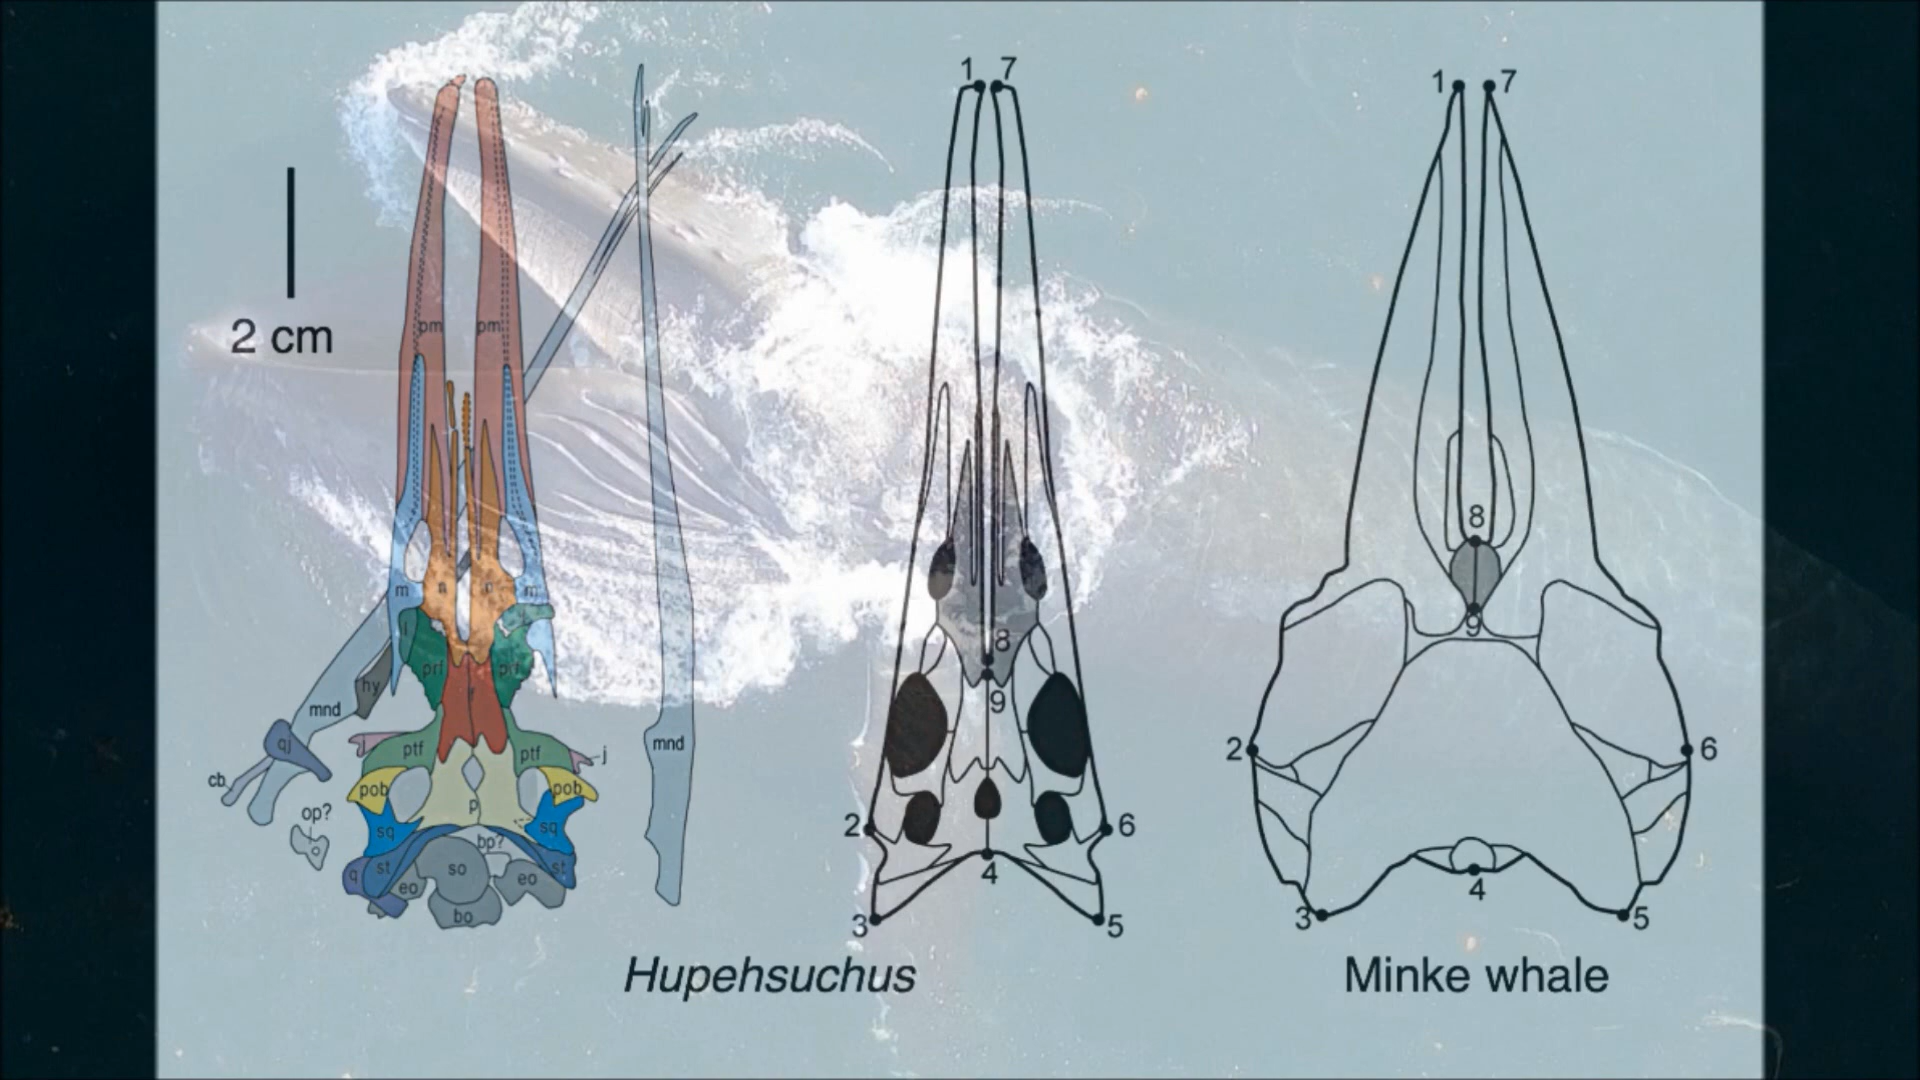 2 cm
pm
pm
m
n
n
m
l
prf
prf
f
hy
mnd
qj
cb
op?
ptf
ptf
j
pob
pob
p
sq
sq
bp?
q
st
so
st
eo
eo
bo
mnd
1
7
8
9
2
6
4
3
5
1
7
8
9
2
6
4
3
5
Hupehsuchus
Minke whale